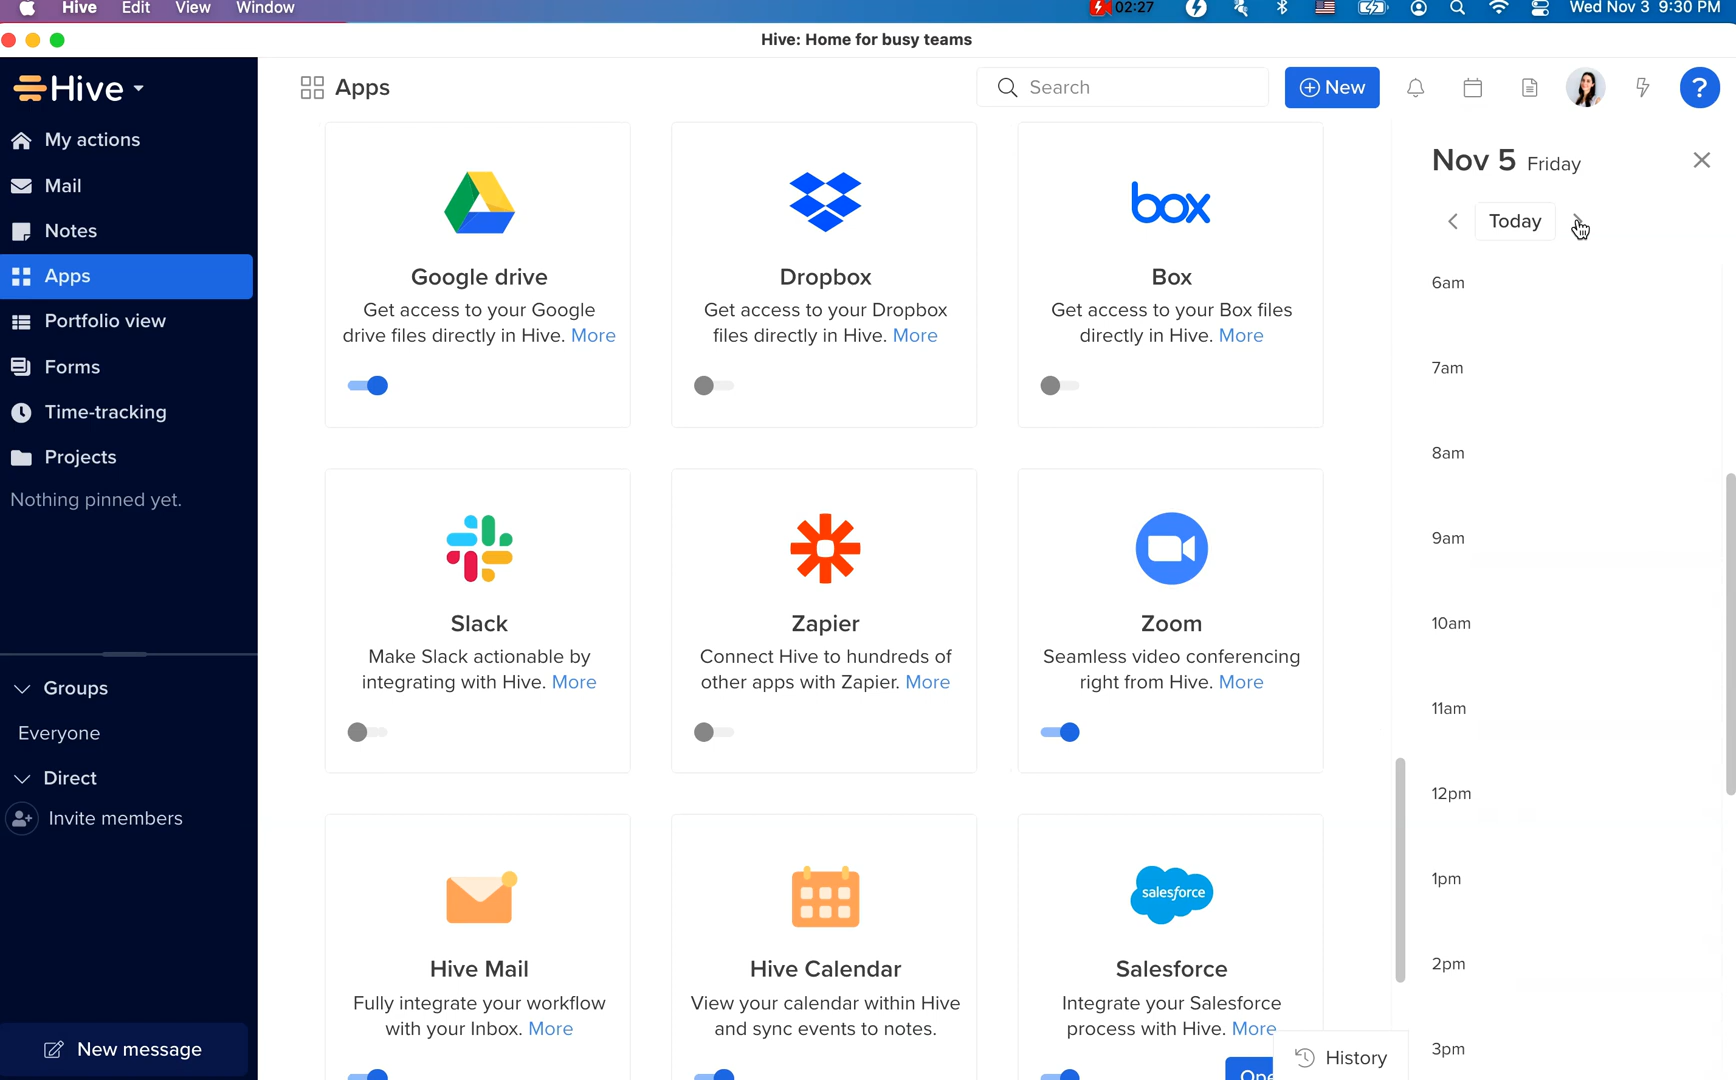 Hive Edit View Window
02:27
Wed Nov 3 9:30 PM
Hive: Home for busy teams
Hive
My actions
Mail
Notes
Apps
Portfolio view
Forms
Time-tracking
Projects
Nothing pinned yet.
Groups
Everyone
Direct
Invite members
New message
Apps
Search
New
?
Google drive
Get access to your Google
drive files directly in Hive. More
Dropbox
Get access to your Dropbox
files directly in Hive. More
box
Box
Get access to your Box files
directly in Hive. More
Slack
Make Slack actionable by
integrating with Hive. More
Zapier
Connect Hive to hundreds of
other apps with Zapier. More
Zoom
Seamless video conferencing
right from Hive. More
Hive Mail
Fully integrate your workflow
with your Inbox. More
Hive Calendar
View your calendar within Hive
and sync events to notes.
salesforce
Salesforce
Integrate your Salesforce
process with Hive. More
History
Nov 5 Friday
Today
6am
7am
8am
9am
10am
11am
12pm
1pm
2pm
3pm